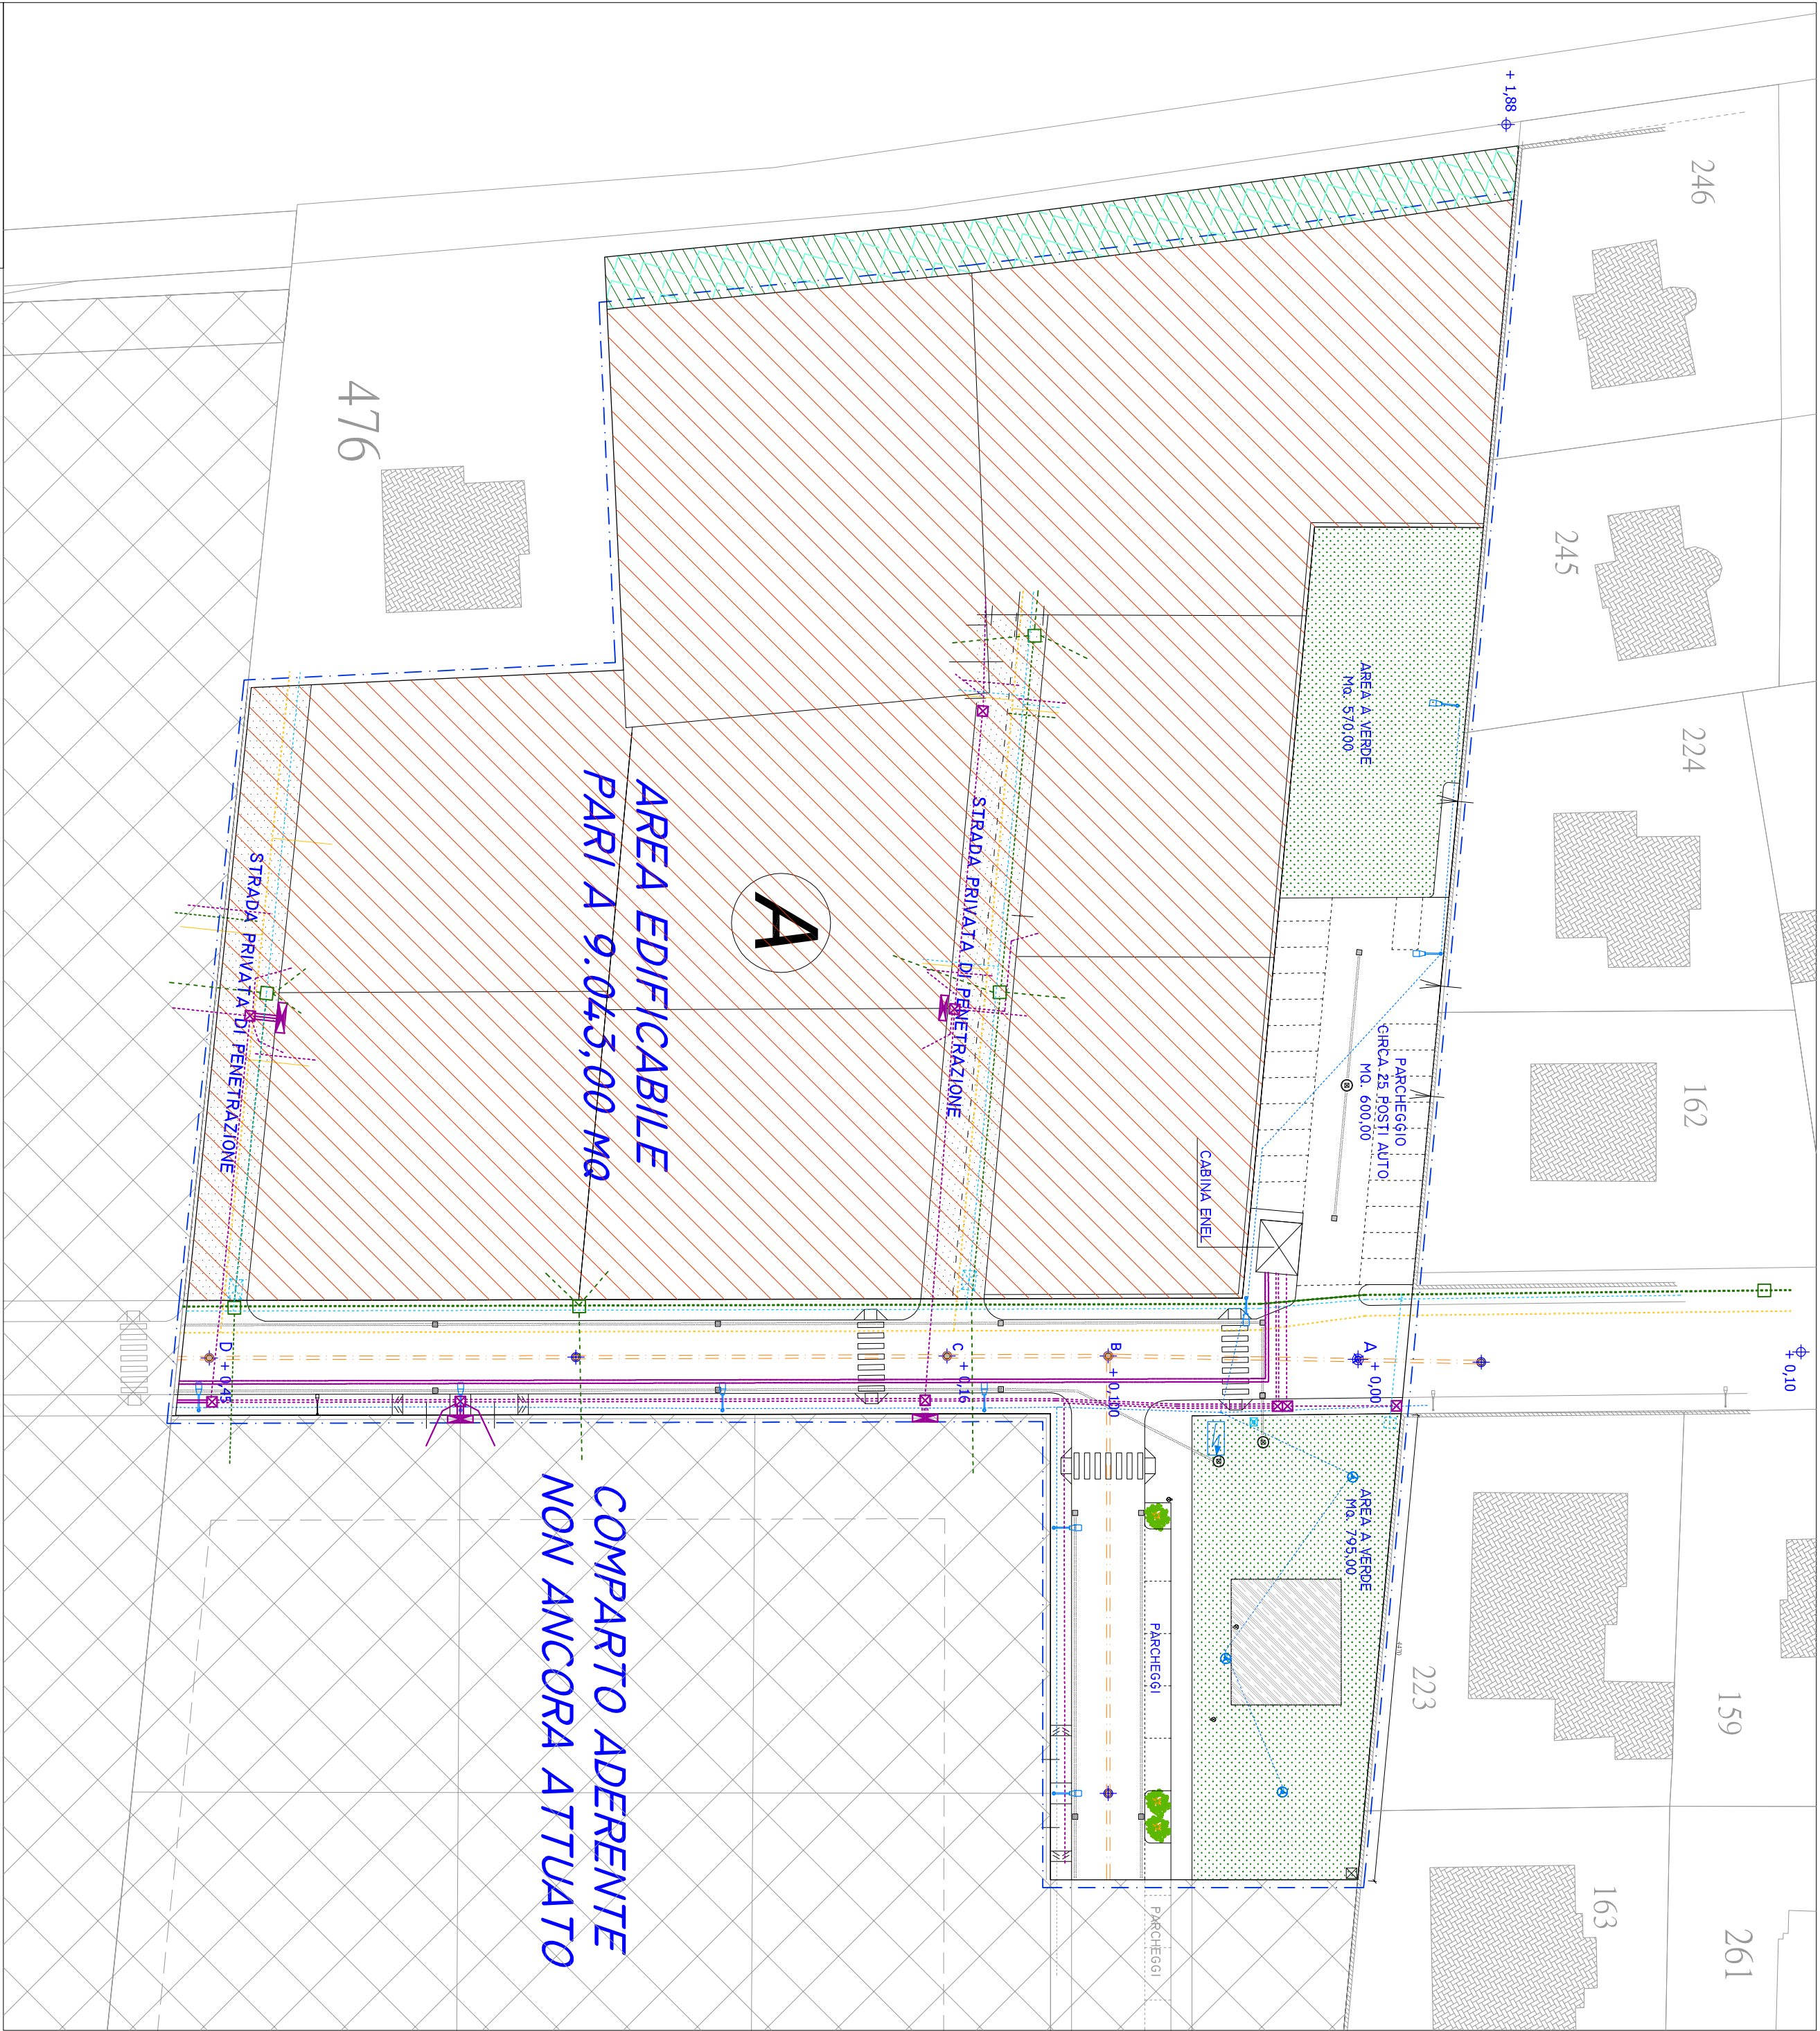 + 1,88
246
245
224
162
476
AREA A VERDE
MQ. 570,00
PARCHEGGIO
CIRCA 25 POSTI AUTO
MQ. 600,00
STRADA PRIVATA DI PENETRAZIONE
AREA EDIFICABILE
PARI A 9.043,00 MQ
A
STRADA PRIVATA DI PENETRAZIONE
CABINA ENEL
+ 0,10
A + 0,00
B + 0,100
C + 0,16
D + 0,45
AREA A VERDE
MQ. 795,00
PARCHEGGI
PARCHEGGI
COMPARTO ADERENTE
NON ANCORA ATTUATO
223
159
163
261